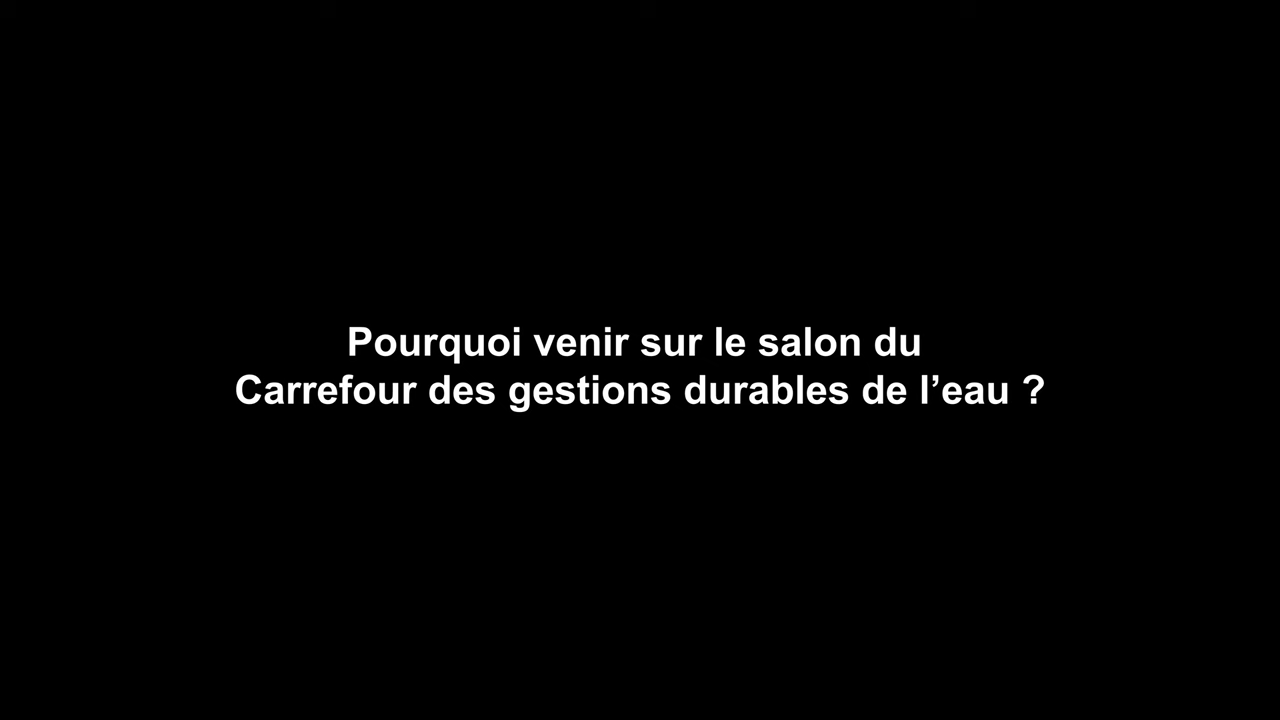 Pourquoi venir sur le salon du
Carrefour des gestions durables de l’eau ?